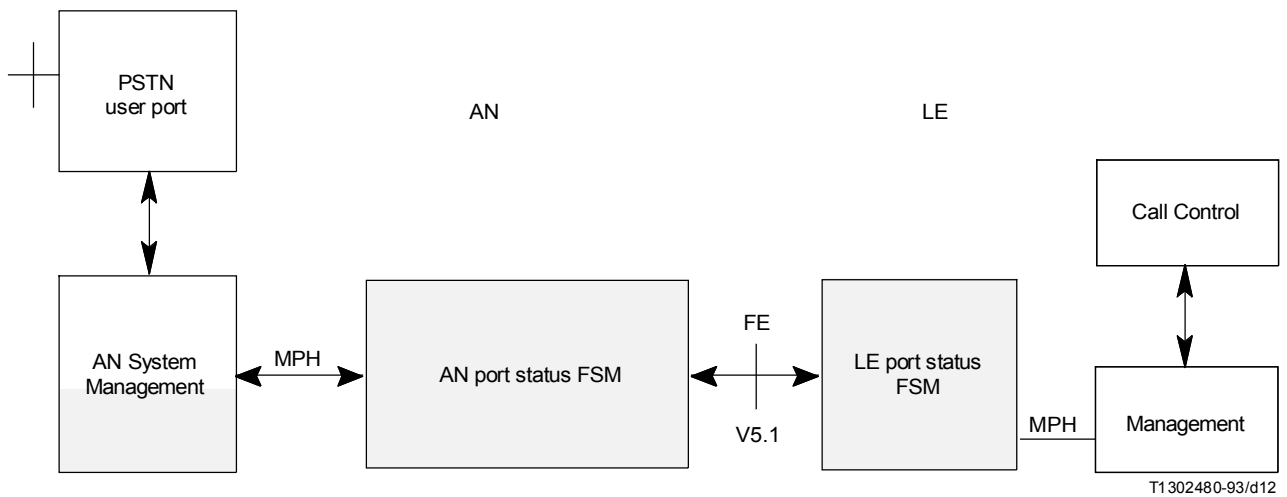 PSTN
user port
AN
LE
Call Control
AN System
Management
MPH
AN port status FSM
FE
V5.1
LE port status
FSM
MPH
Management
T1302480-93/d12